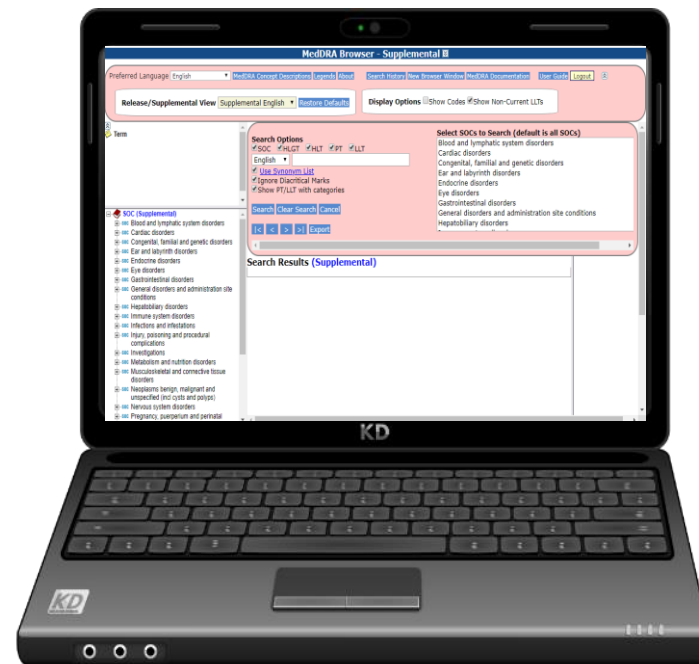 MedDRA Browser - Supplemental
Preferred Language English MedDRA Concept Descriptions Legends About Search History New Browser Window MedDRA Documentation User Guide Logout
Release/Supplemental View Supplemental English Restore Defaults Display Options Show Codes Show Non-Current LLTs
Term
Search Options
SOC HLGT HLT PT LLT
English
Use Synonym List
Ignore Diacritical Marks
Show PT/LLT with categories
Search Clear Search Cancel
|< < > >| Export
Select SOCs to Search (default is all SOCs)
Blood and lymphatic system disorders
Cardiac disorders
Congenital, familial and genetic disorders
Ear and labyrinth disorders
Endocrine disorders
Eye disorders
Gastrointestinal disorders
General disorders and administration site conditions
Hepatobiliary disorders
SOC (Supplemental)
Blood and lymphatic system disorders
Cardiac disorders
Congenital, familial and genetic disorders
Ear and labyrinth disorders
Endocrine disorders
Eye disorders
Gastrointestinal disorders
General disorders and administration site
conditions
Hepatobiliary disorders
Immune system disorders
Infections and infestations
Injury, poisoning and procedural
complications
Investigations
Metabolism and nutrition disorders
Musculoskeletal and connective tissue
disorders
Neoplasms benign, malignant and
unspecified (incl cysts and polyps)
Nervous system disorders
Pregnancy, puerperium and perinatal
Search Results (Supplemental)
KD
KD